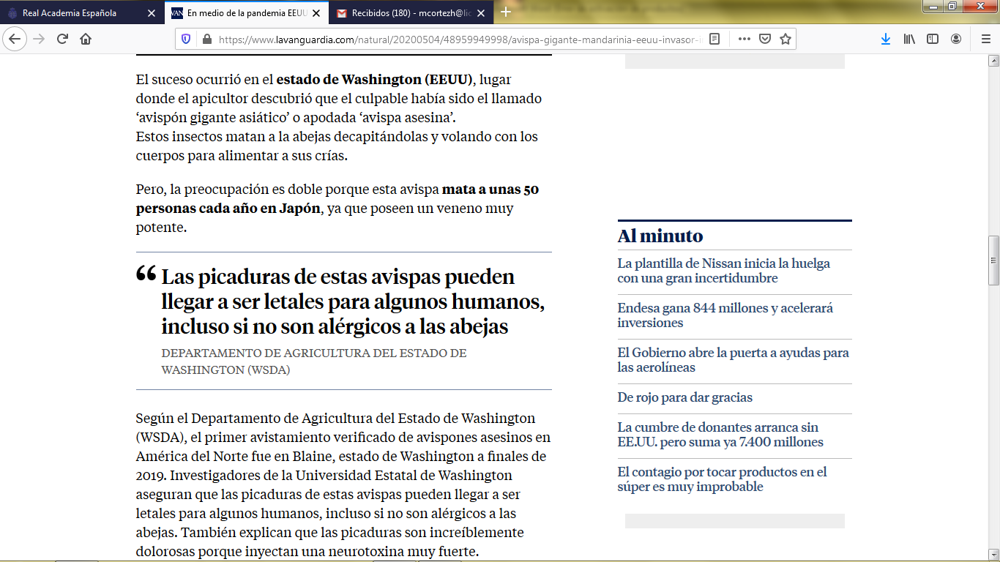 Real Academia Española
En medio de la pandemia EEUU
Recibidos (180) - mcortezh@lic
https://www.lavanguardia.com/natural/20200504/48959949998/avispa-gigante-mandarinia-eeuu-invasor-i
El suceso ocurrió en el estado de Washington (EEUU), lugar
donde el apicultor descubrió que el culpable había sido el llamado
‘avispón gigante asiático’ o apodada ‘avispa asesina’.
Estos insectos matan a la abejas decapitándolas y volando con los
cuerpos para alimentar a sus crías.
Pero, la preocupación es doble porque esta avispa mata a unas 50
personas cada año en Japón, ya que poseen un veneno muy
potente.
“ Las picaduras de estas avispas pueden
llegar a ser letales para algunos humanos,
incluso si no son alérgicos a las abejas
DEPARTAMENTO DE AGRICULTURA DEL ESTADO DE
WASHINGTON (WSDA)
Según el Departamento de Agricultura del Estado de Washington
(WSDA), el primer avistamiento verificado de avispones asesinos en
América del Norte fue en Blaine, estado de Washington a finales de
2019. Investigadores de la Universidad Estatal de Washington
aseguran que las picaduras de estas avispas pueden llegar a ser
letales para algunos humanos, incluso si no son alérgicos a las
abejas. También explican que las picaduras son increíblemente
dolorosas porque inyectan una neurotoxina muy fuerte.
Al minuto
La plantilla de Nissan inicia la huelga
con una gran incertidumbre
Endesa gana 844 millones y acelerará
inversiones
El Gobierno abre la puerta a ayudas para
las aerolíneas
De rojo para dar gracias
La cumbre de donantes arranca sin
EE.UU. pero suma ya 7.400 millones
El contagio por tocar productos en el
súper es muy improbable